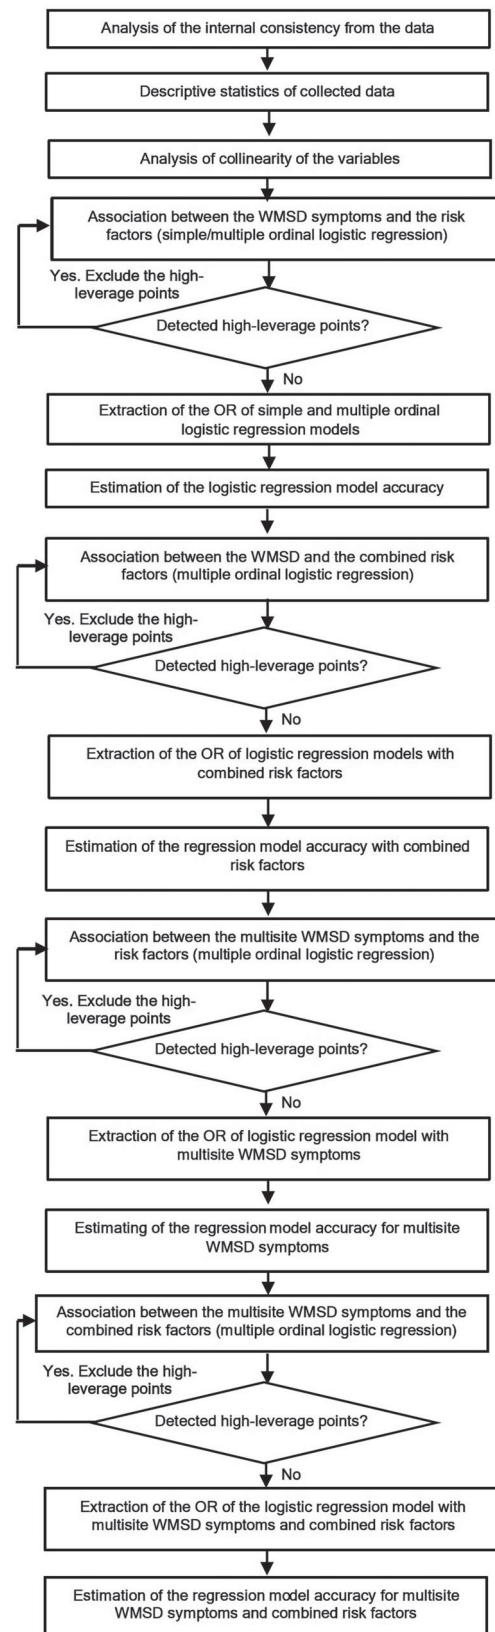 Analysis of the internal consistency from the data
Descriptive statistics of collected data
Analysis of collinearity of the variables
Association between the WMSD symptoms and the risk
factors (simple/multiple ordinal logistic regression)
Yes. Exclude the high-
leverage points
Detected high-leverage points?
No
Extraction of the OR of simple and multiple ordinal
logistic regression models
Estimation of the logistic regression model accuracy
Association between the WMSD and the combined risk
factors (multiple ordinal logistic regression)
Yes. Exclude the high-
leverage points
Detected high-leverage points?
No
Extraction of the OR of logistic regression models with
combined risk factors
Estimation of the regression model accuracy with combined
risk factors
Association between the multisite WMSD symptoms and the
risk factors (multiple ordinal logistic regression)
Yes. Exclude the high-
leverage points
Detected high-leverage points?
No
Extraction of the OR of logistic regression model with
multisite WMSD symptoms
Estimating of the regression model accuracy for multisite
WMSD symptoms
Association between the multisite WMSD symptoms and the
combined risk factors (multiple ordinal logistic regression)
Yes. Exclude the high-
leverage points
Detected high-leverage points?
No
Extraction of the OR of the logistic regression model with
multisite WMSD symptoms and combined risk factors
Estimation of the regression model accuracy for multisite
WMSD symptoms and combined risk factors